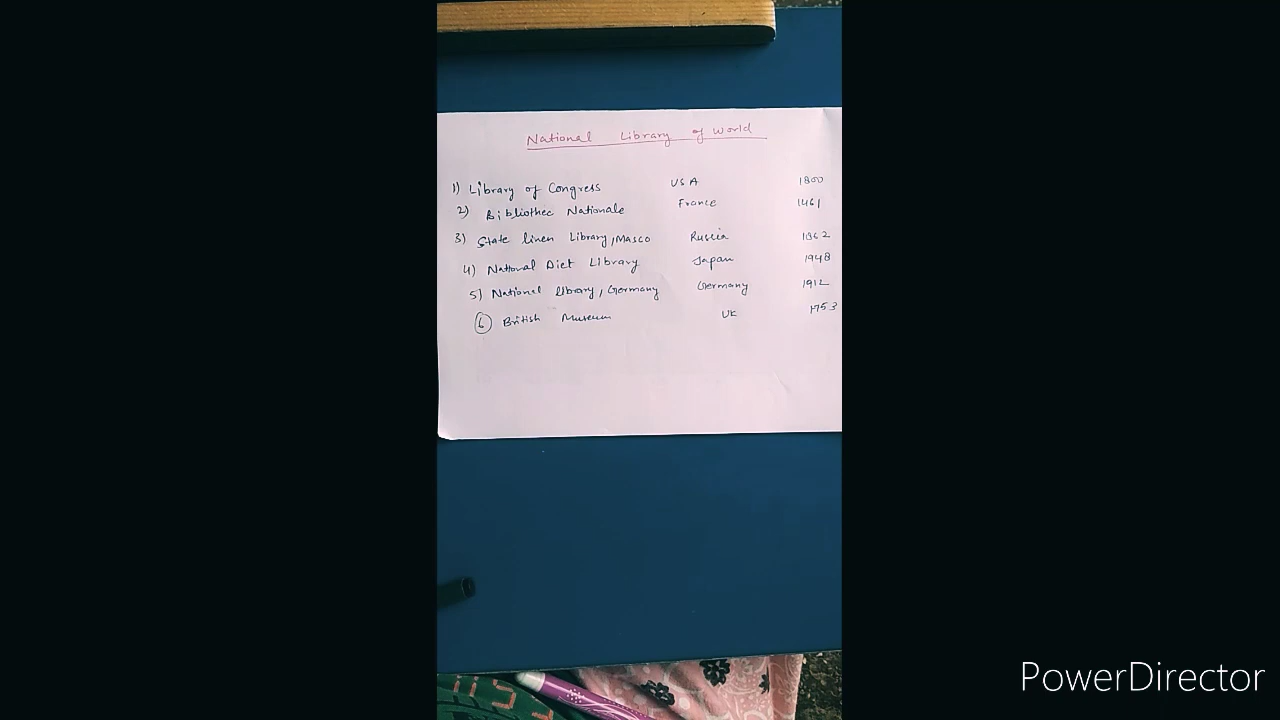 National Library of World
1) Library of Congress USA 1800
2) Bibliothec Nationale France 1461
3) State linen Library, Masco Russia 1862
4) National Diet Library Japan 1948
5) National library, Germany Germany 1912
6 British Museum UK 1753
PowerDirector